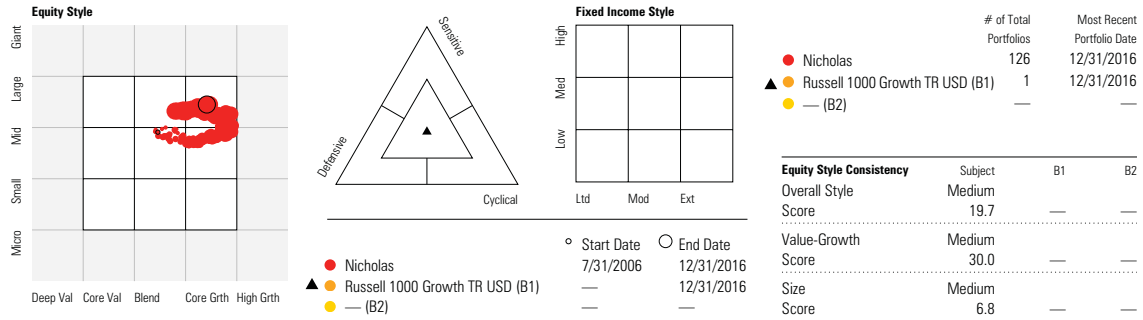 Equity Style
Giant
Large
Mid
Small
Micro
Deep Val Core Val Blend Core Grth High Grth
Sensitive
Defensive
Cyclical
Fixed Income Style
High
Med
Low
Ltd Mod Ext
Start Date End Date
Nicholas 7/31/2006 12/31/2016
Russell 1000 Growth TR USD (B1) — 12/31/2016
— (B2) — —
# of Total Most Recent
Portfolios Portfolio Date
Nicholas 126 12/31/2016
Russell 1000 Growth TR USD (B1) 1 12/31/2016
— (B2) — —
Equity Style Consistency Subject B1 B2
Overall Style Medium
Score 19.7 — —
Value-Growth Medium
Score 30.0 — —
Size Medium
Score 6.8 — —